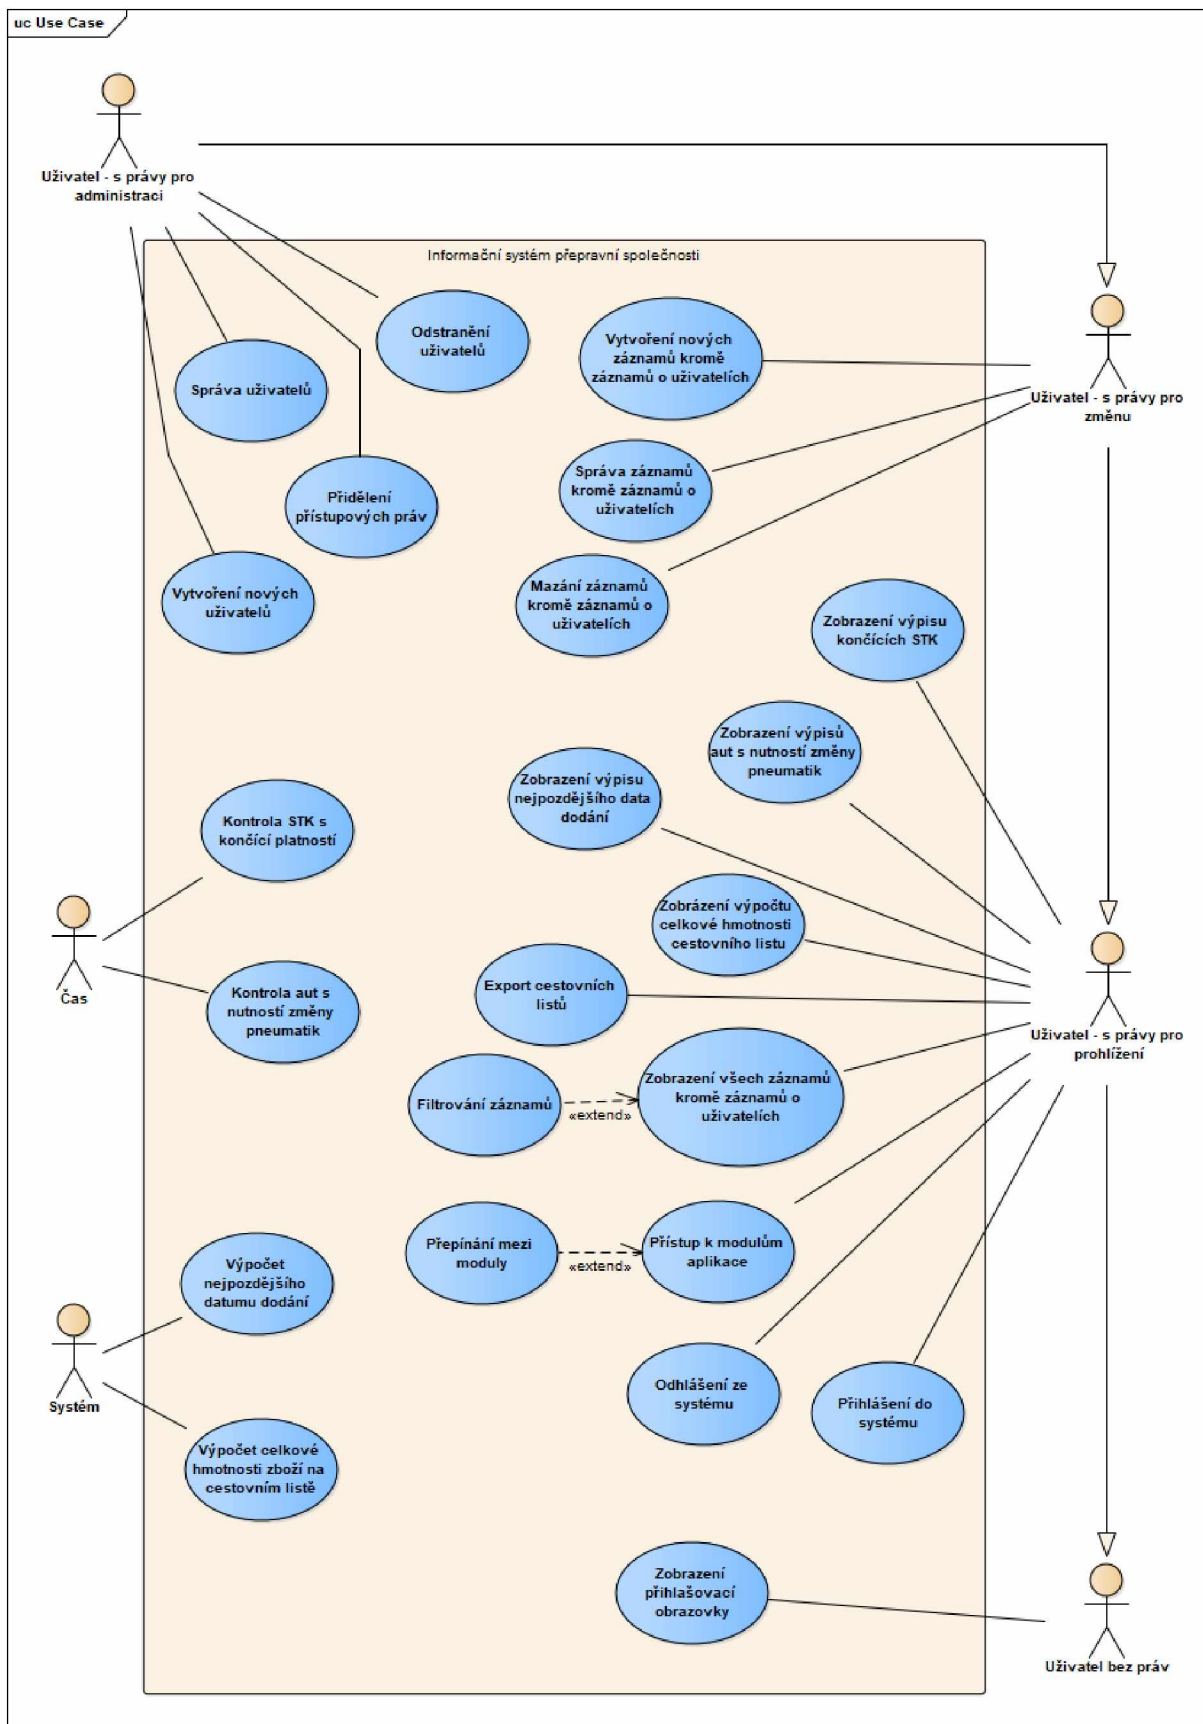 uc Use Case
Uživatel - s právy pro
administraci
Informační systém přepravní společnosti
Odstranění
uživatelů
Vytvoření nových
záznamů kromě
záznamů o uživatelích
Správa uživatelů
Uživatel - s právy pro
změnu
Správa záznamů
kromě záznamů o
uživatelích
Přidělení
přístupových práv
Vytvoření nových
uživatelů
Mazání záznamů
kromě záznamů o
uživatelích
Zobrazení výpisu
končících STK
Zobrazení výpisů
aut s nutností změny
pneumatik
Zobrazení výpisu
nejpozdějšího data
dodání
Kontrola STK s
končící platností
Zobrázení výpočtu
celkové hmotnosti
cestovního listu
Čas
Kontrola aut s
nutností změny
pneumatik
Export cestovních
listů
Uživatel - s právy pro
prohlížení
Filtrování záznamů
«extend»
Zobrazení všech záznamů
kromě záznamů o
uživatelích
Přepínání mezi
moduly
«extend»
Přístup k modulům
aplikace
Výpočet
nejpozdějšího
datumu dodání
Systém
Odhlášení ze
systému
Přihlášení do
systému
Výpočet celkové
hmotnosti zboží na
cestovním listě
Zobrazení
přihlašovací
obrazovky
Uživatel bez práv